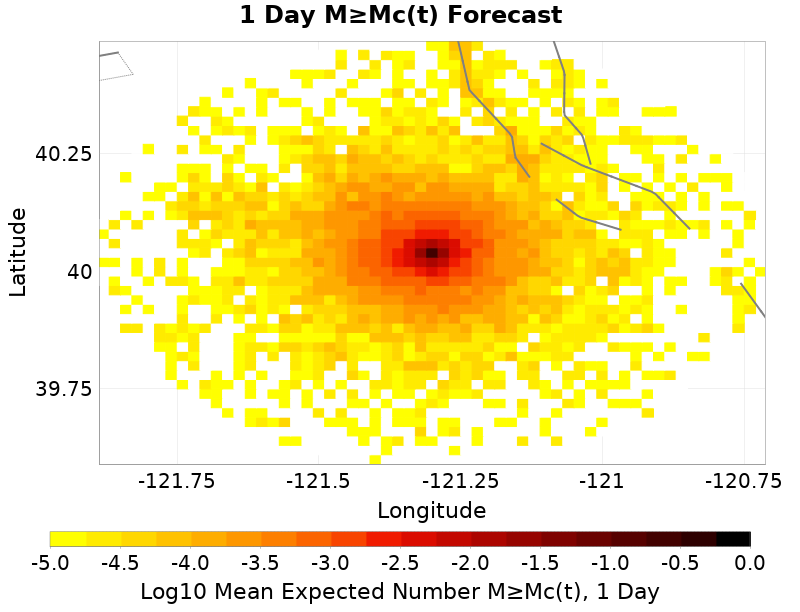 1 Day M≥Mc(t) Forecast
40.25
40
39.75
Latitude
-121.75 -121.5 -121.25 -121 -120.75
Longitude
-5.0 -4.5 -4.0 -3.5 -3.0 -2.5 -2.0 -1.5 -1.0 -0.5 0.0
Log10 Mean Expected Number M≥Mc(t), 1 Day